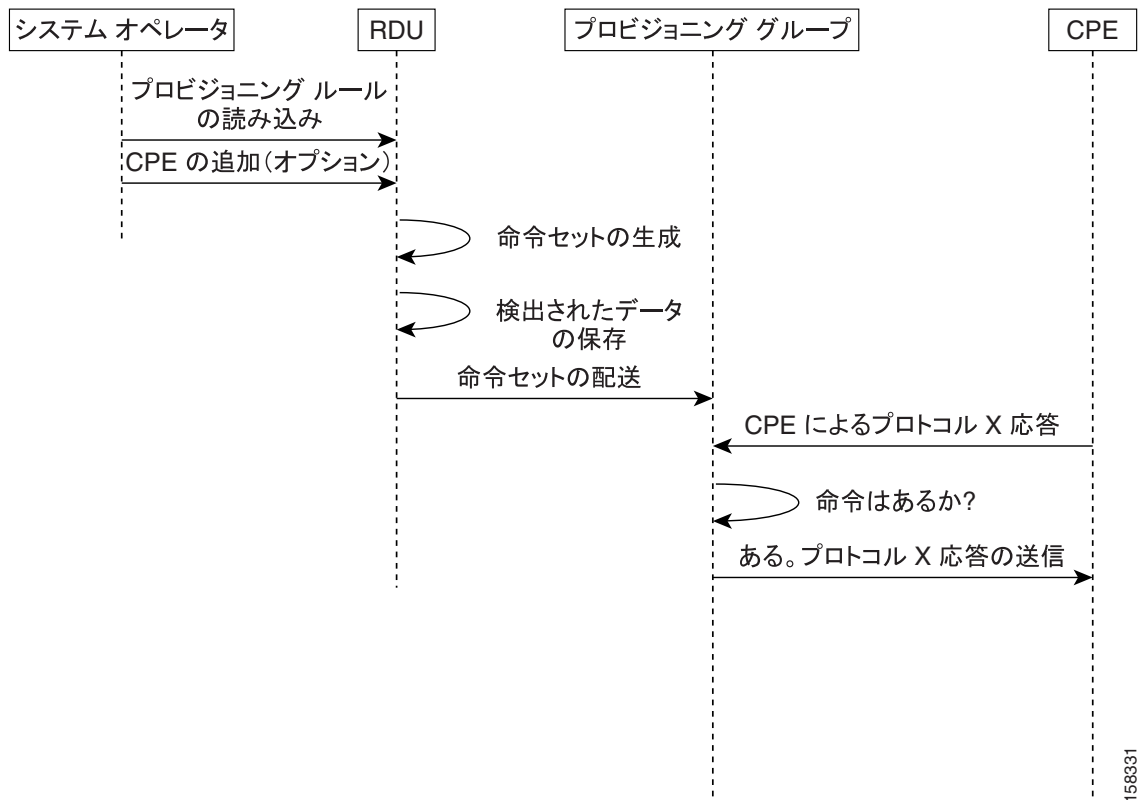 システム オペレータ
RDU
プロビジョニング グループ
CPE
プロビジョニング ルール
の読み込み
CPE の追加（オプション）
命令セットの生成
検出されたデータ
の保存
命令セットの配送
CPE によるプロトコル X 応答
命令はあるか?
ある。プロトコル X 応答の送信
158331